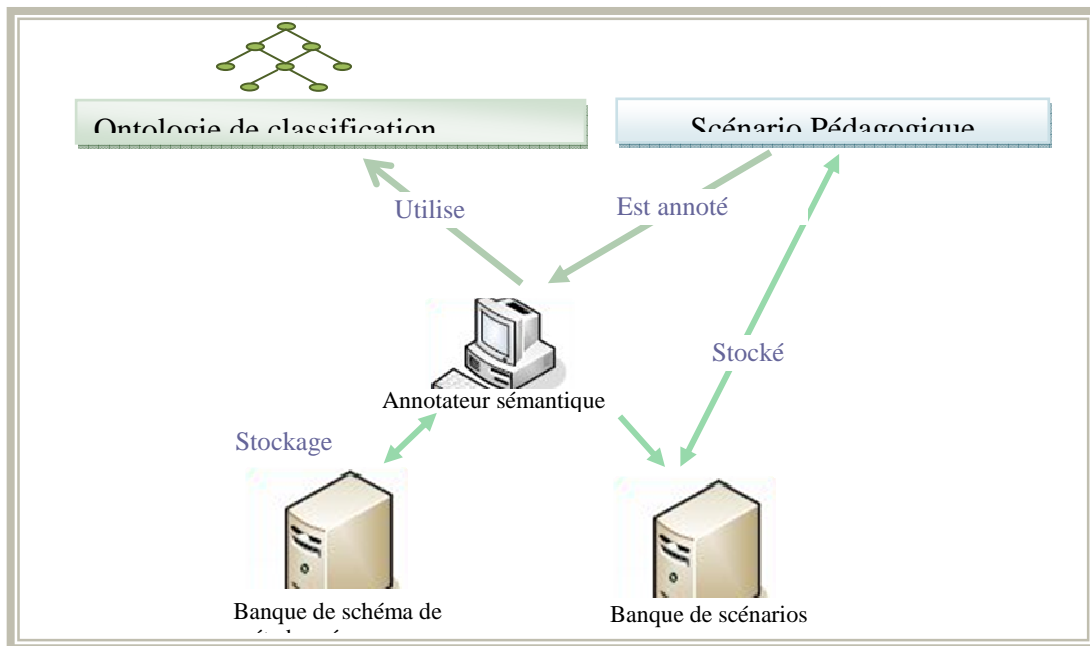 Ontologie de classification
Scénario Pédagogique
Utilise
Est annoté
Stocké
Annotateur sémantique
Stockage
Banque de schéma de
Banque de scénarios